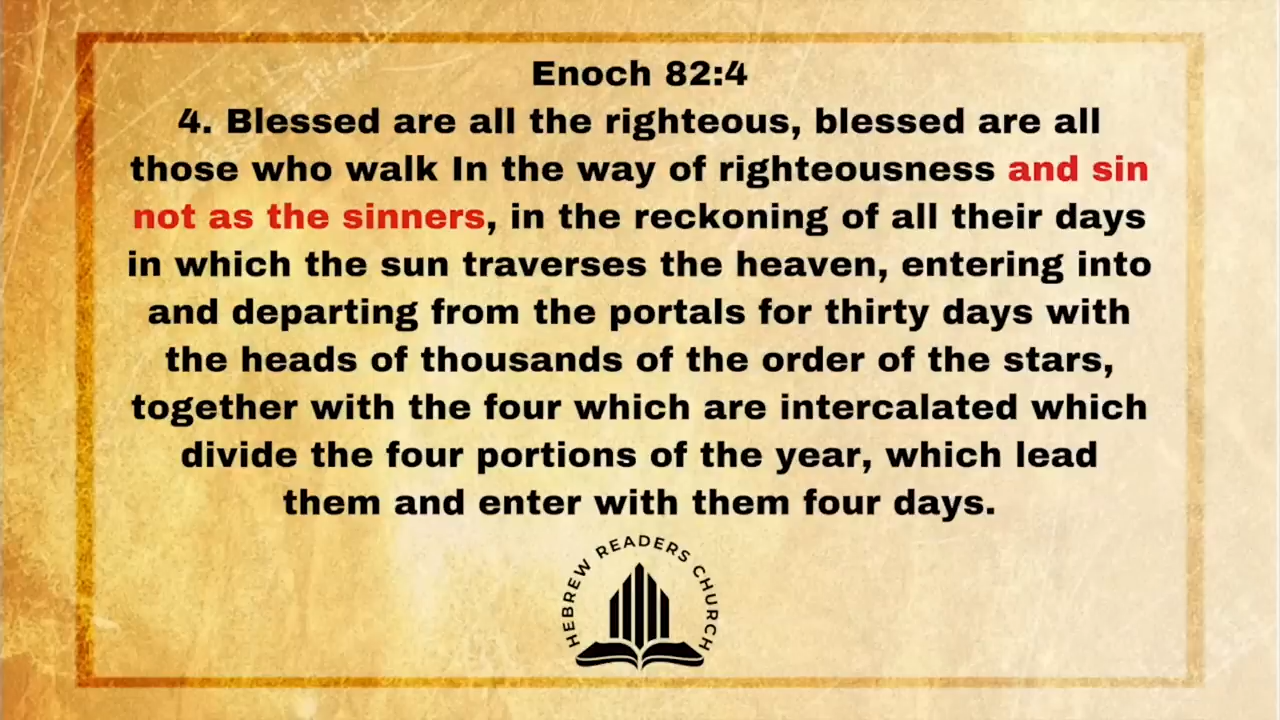 Enoch 82:4
4. Blessed are all the righteous, blessed are all
those who walk In the way of righteousness and sin
not as the sinners, in the reckoning of all their days
in which the sun traverses the heaven, entering into
and departing from the portals for thirty days with
the heads of thousands of the order of the stars,
together with the four which are intercalated which
divide the four portions of the year, which lead
them and enter with them four days.
HEBREW READERS CHURCH